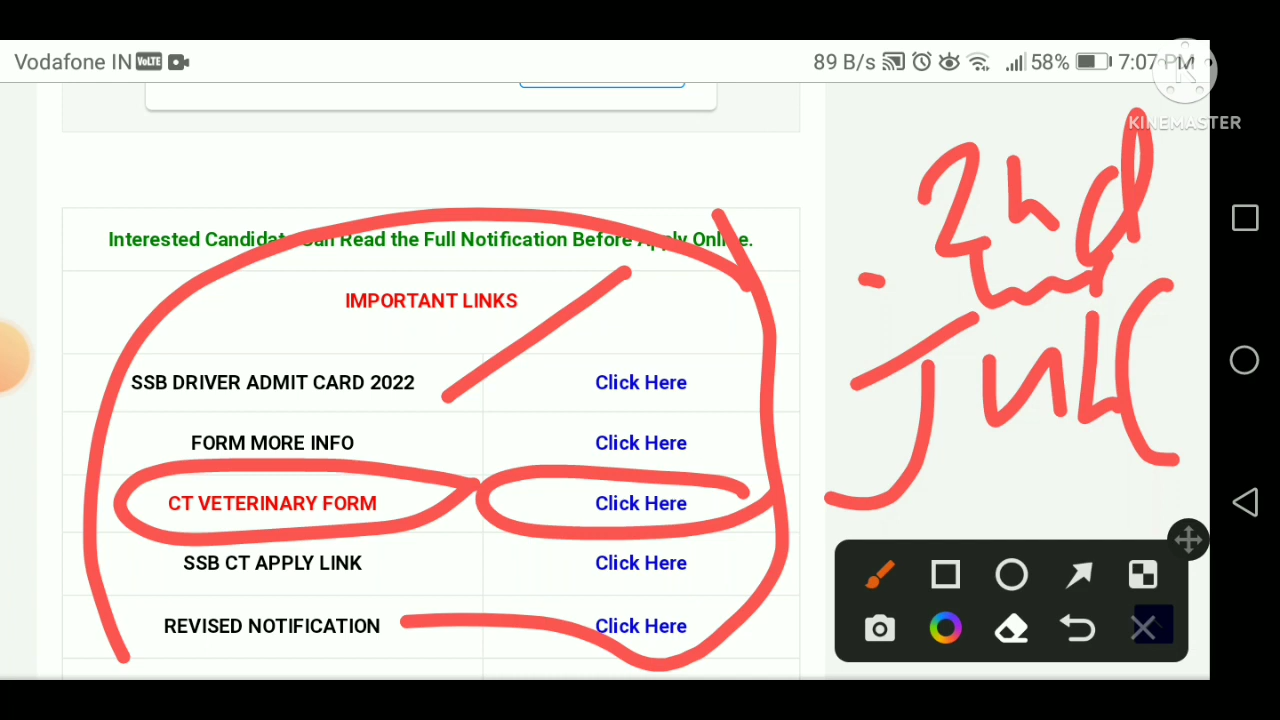 Vodafone IN VoLTE 89 B/s 58% 7:07 PM
KINEMASTER
2nd
Interested Candidate Can Read the Full Notification Before Apply Online.
IMPORTANT LINKS
SSB DRIVER ADMIT CARD 2022 Click Here
FORM MORE INFO Click Here
CT VETERINARY FORM Click Here
SSB CT APPLY LINK Click Here
REVISED NOTIFICATION Click Here